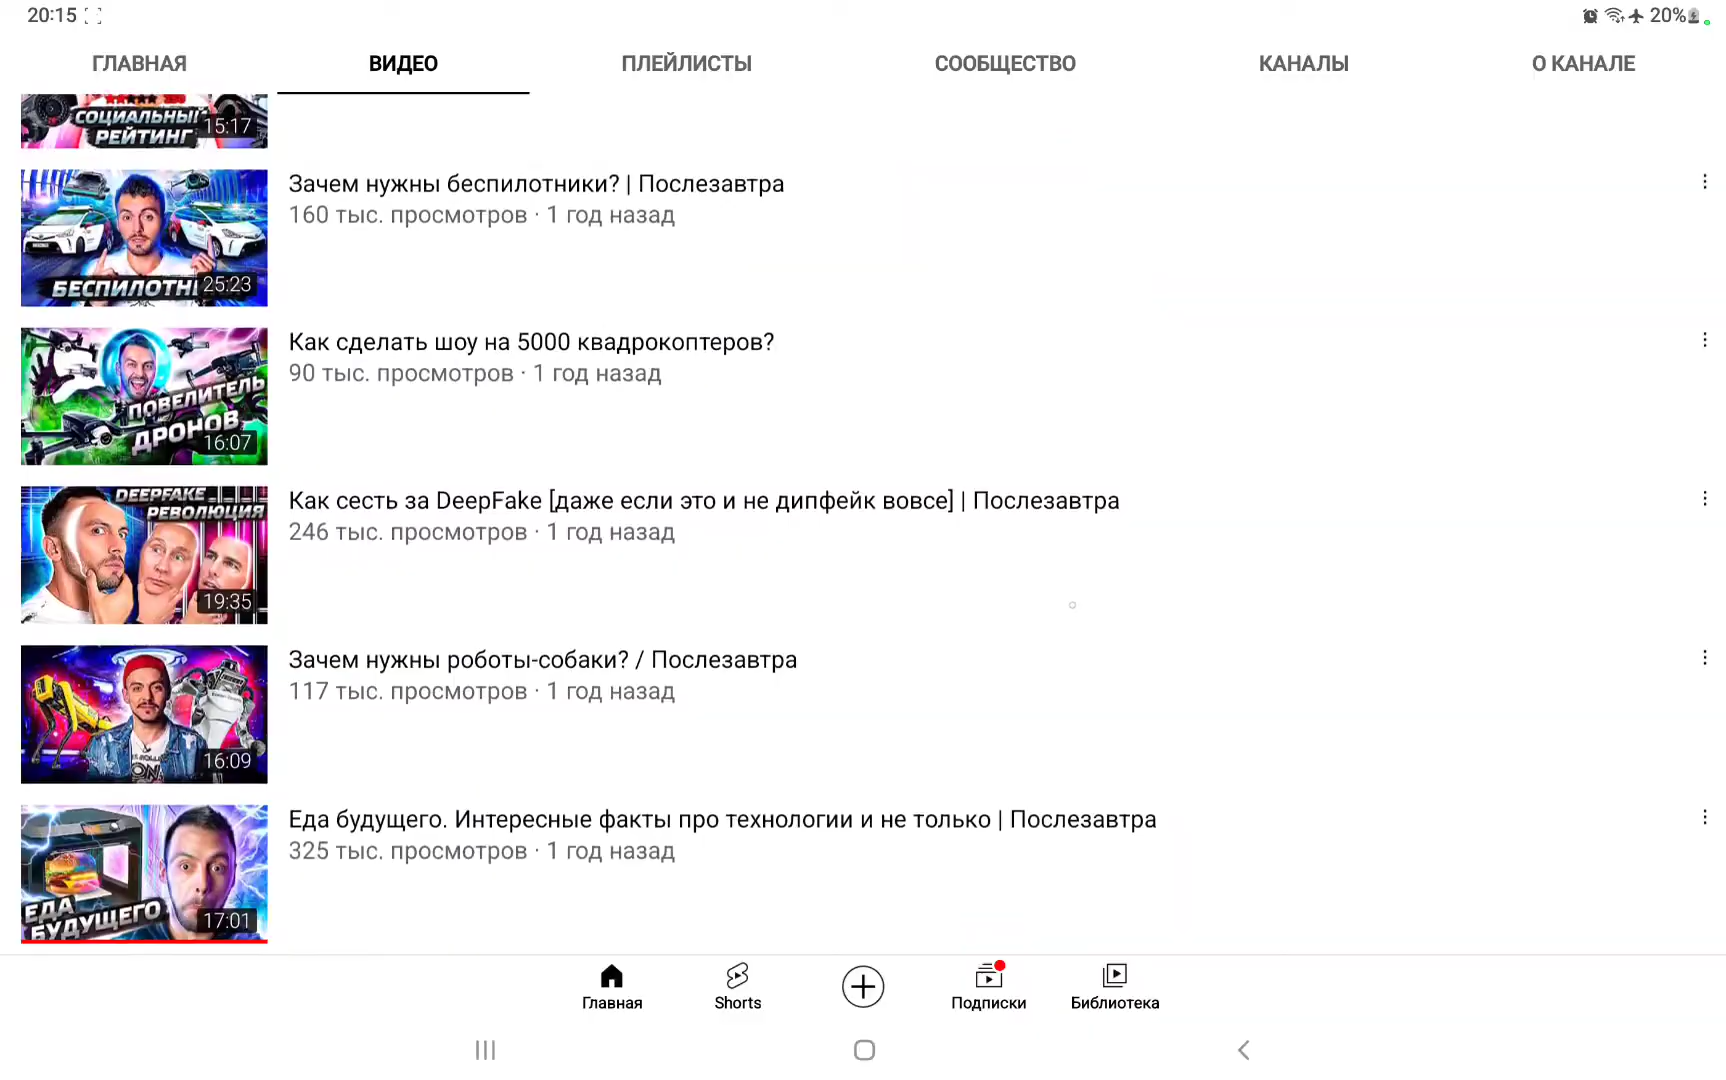 20:15
20%
ГЛАВНАЯ
ВИДЕО
ПЛЕЙЛИСТЫ
СООБЩЕСТВО
КАНАЛЫ
О КАНАЛЕ
СОЦИАЛЬНЫЙ
РЕЙТИНГ
15:17
Зачем нужны беспилотники? | Послезавтра
160 тыс. просмотров · 1 год назад
БЕСПИЛОТН
25:23
Как сделать шоу на 5000 квадрокоптеров?
90 тыс. просмотров · 1 год назад
ПОВЕЛИТЕЛЬ
ДРОНОВ
16:07
DEEPFAKE
РЕВОЛЮЦИЯ
Как сесть за DeepFake [даже если это и не дипфейк вовсе] | Послезавтра
246 тыс. просмотров · 1 год назад
19:35
Зачем нужны роботы-собаки? / Послезавтра
117 тыс. просмотров · 1 год назад
16:09
Еда будущего. Интересные факты про технологии и не только | Послезавтра
325 тыс. просмотров · 1 год назад
ЕДА
БУДУЩЕГО
17:01
Главная
Shorts
Подписки
Библиотека